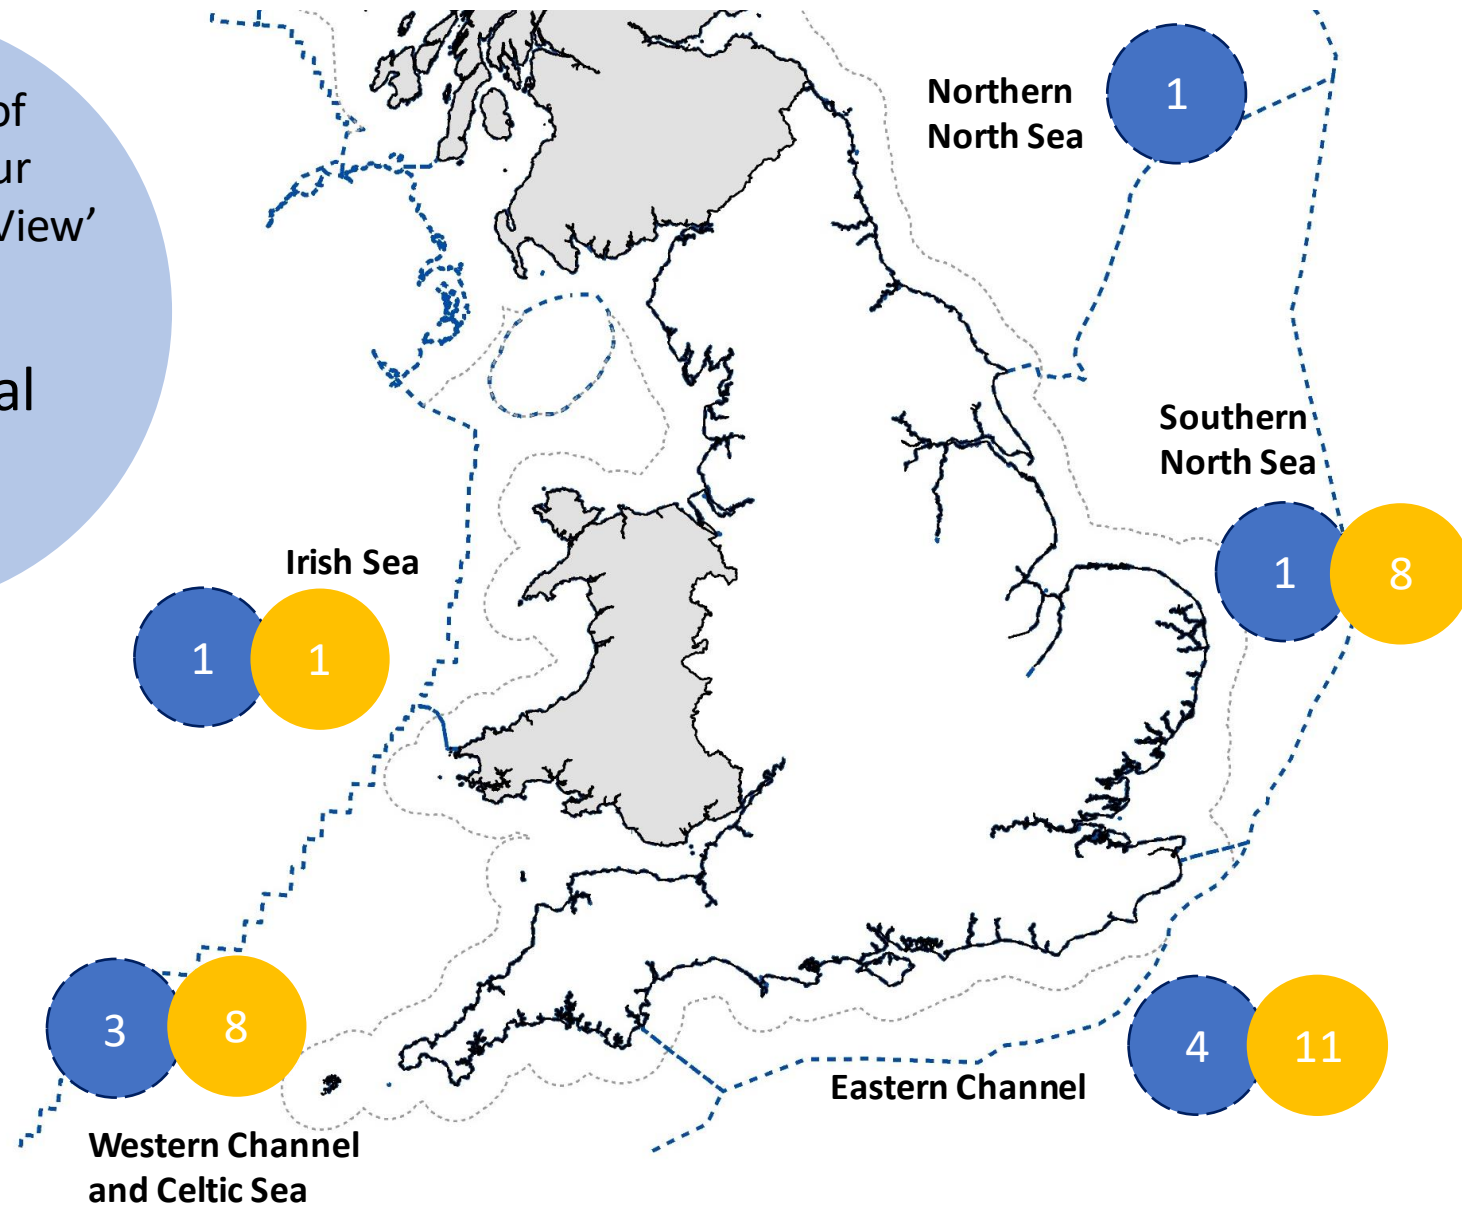 of
ur
View’
al
Northern
North Sea
1
Southern
North Sea
1
8
Irish Sea
1
1
3
8
Western Channel
and Celtic Sea
4
11
Eastern Channel